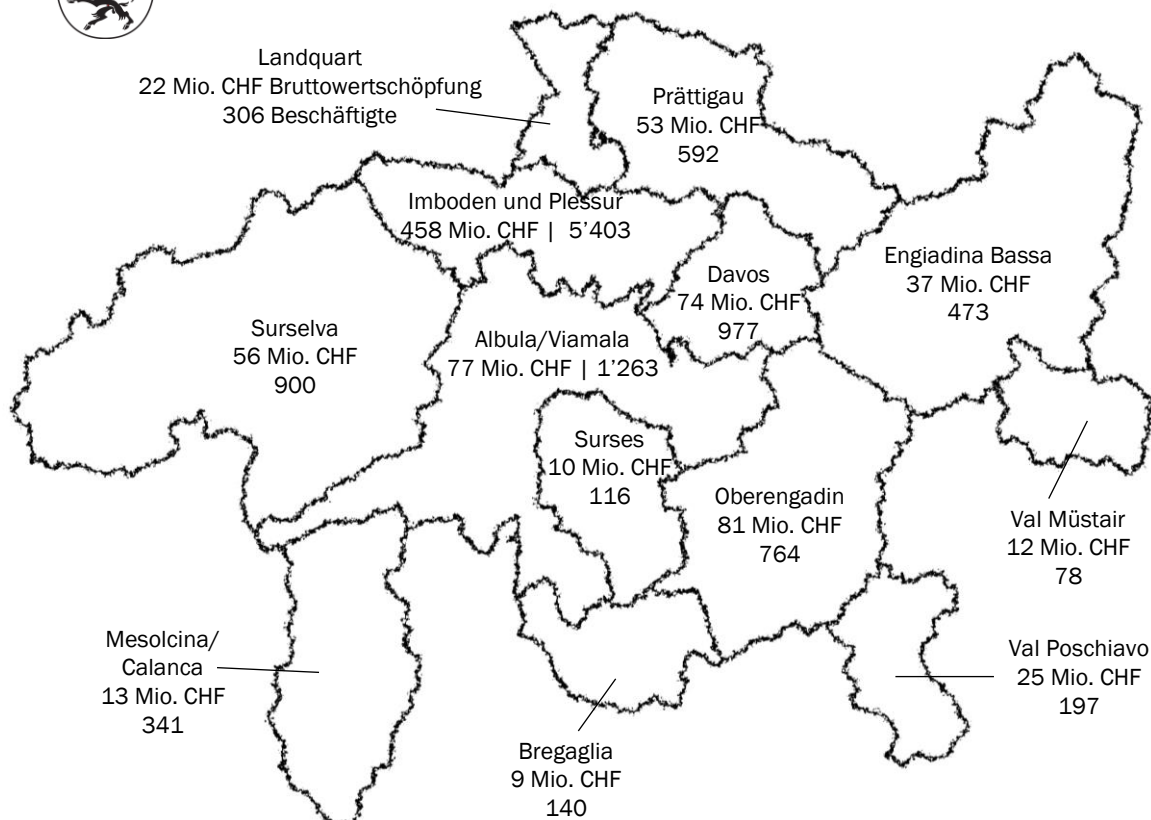 Landquart
22 Mio. CHF Bruttowertschöpfung
306 Beschäftigte
Prättigau
53 Mio. CHF
592
Imboden und Plessur
458 Mio. CHF | 5'403
Davos
74 Mio. CHF
977
Engiadina Bassa
37 Mio. CHF
473
Surselva
56 Mio. CHF
900
Albula/Viamala
77 Mio. CHF | 1'263
Surses
10 Mio. CHF
116
Oberengadin
81 Mio. CHF
764
Val Müstair
12 Mio. CHF
78
Mesolcina/
Calanca
13 Mio. CHF
341
Bregaglia
9 Mio. CHF
140
Val Poschiavo
25 Mio. CHF
197